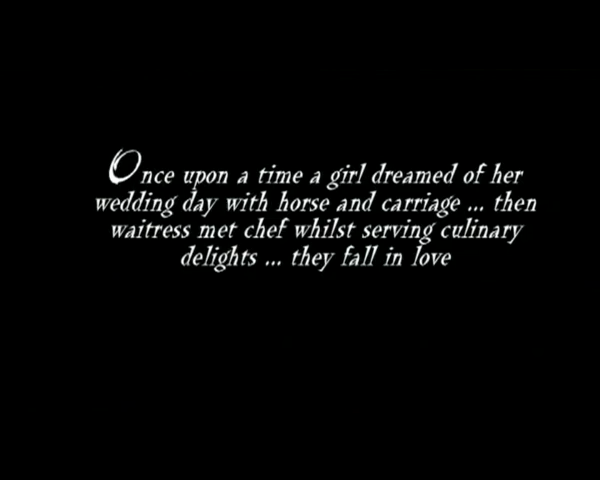 Once upon a time a girl dreamed of her
wedding day with horse and carriage ... then
waitress met chef whilst serving culinary
delights ... they fall in love